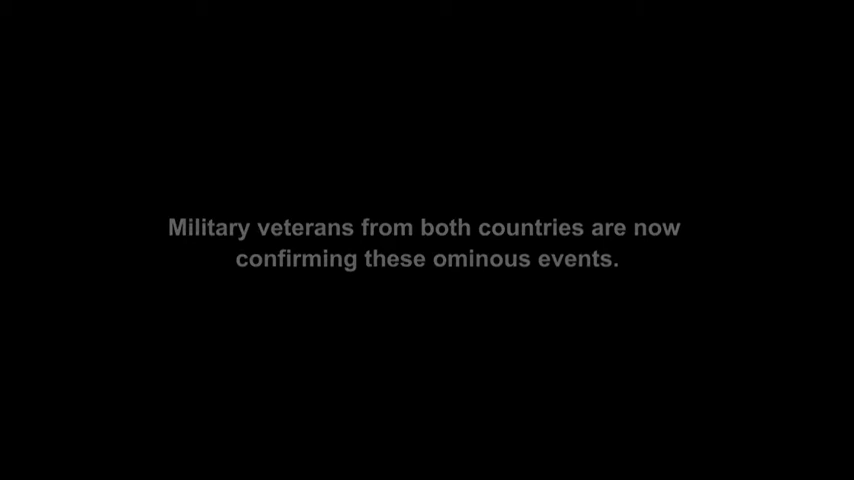 Military veterans from both countries are now
confirming these ominous events.